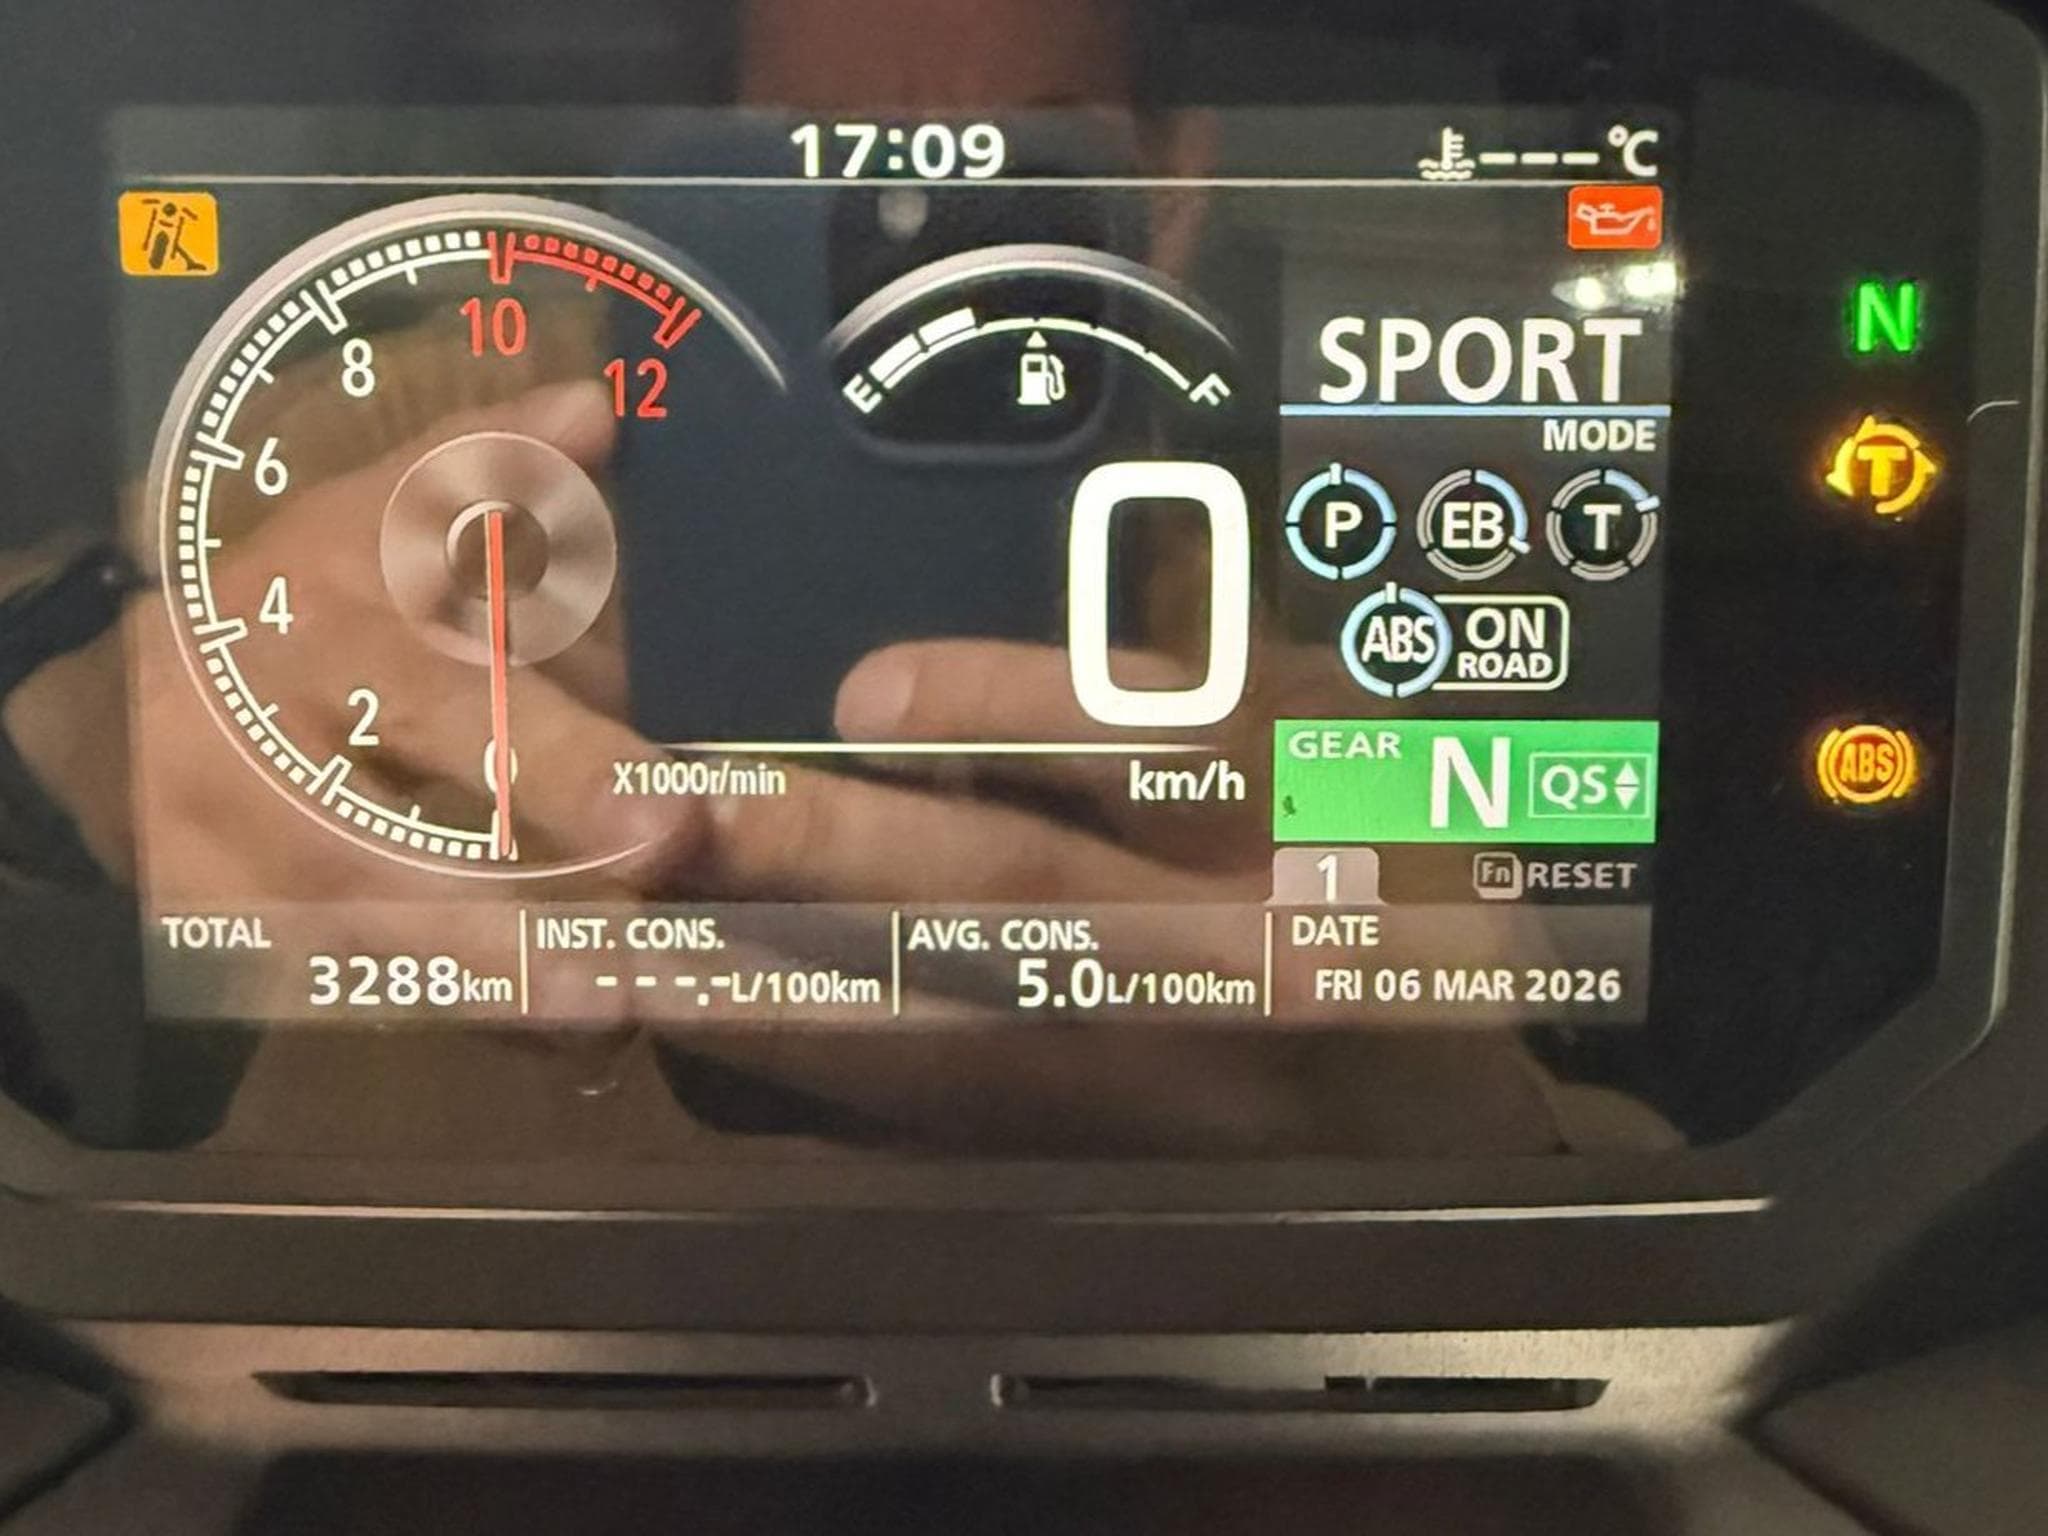 17:09
---°C
10
12
8
6
4
2
0
X1000r/min
E
F
0
km/h
SPORT
MODE
P
EB
T
ABS
ON
ROAD
GEAR
N
QS
1
Fn RESET
TOTAL
3288km
INST. CONS.
---.-L/100km
AVG. CONS.
5.0L/100km
DATE
FRI 06 MAR 2026
N
T
ABS